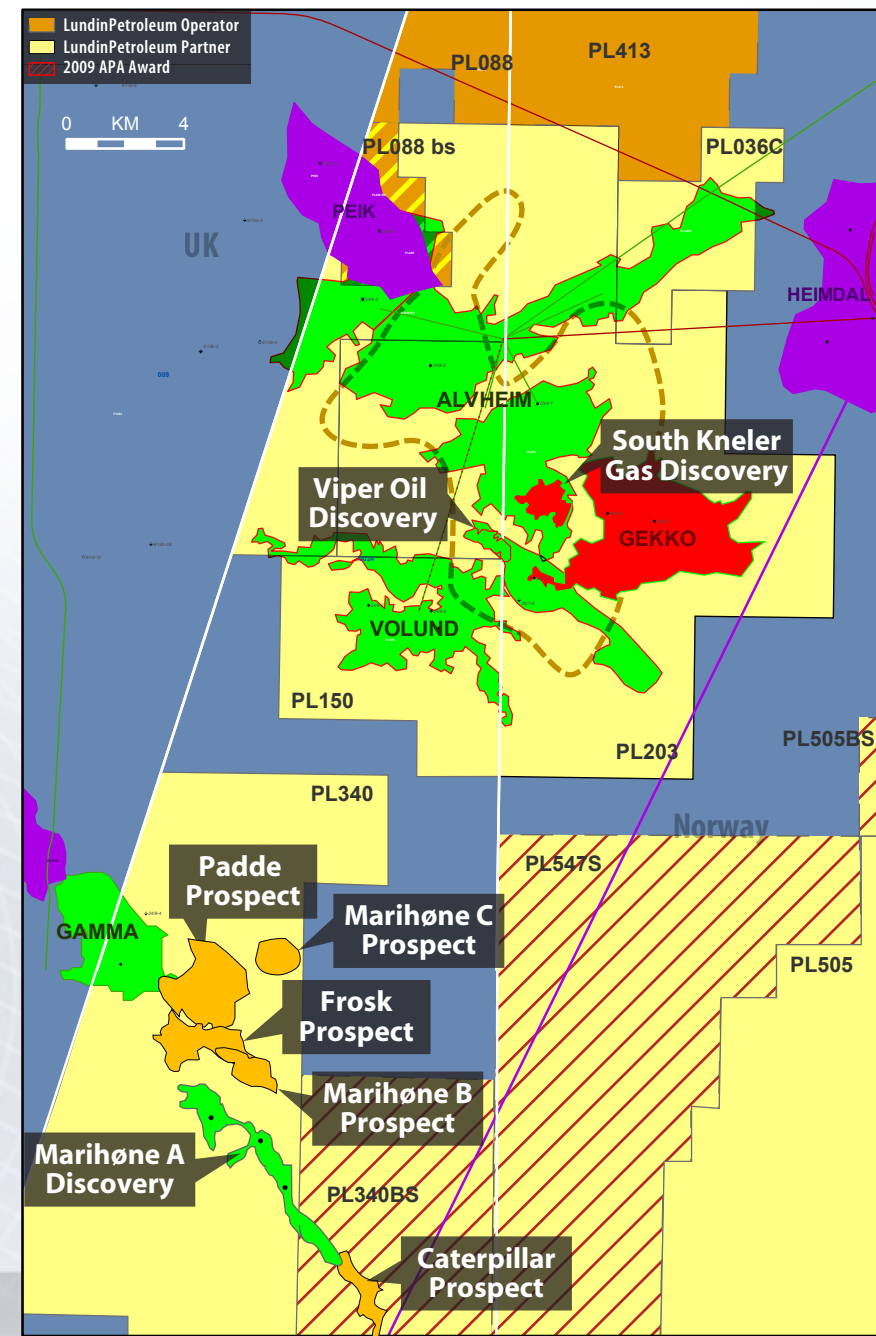 LundinPetroleum Operator
LundinPetroleum Partner
2009 APA Award
0 KM 4
PL088
PL413
PL088 bs
PL036C
PEIK
UK
HEIMDAL
ALVHEIM
South Kneler
Gas Discovery
Viper Oil
Discovery
GEKKO
VOLUND
PL150
PL203
PL505BS
PL340
Norway
PL547S
Padde
Prospect
Marihøne C
Prospect
GAMMA
PL505
Frosk
Prospect
Marihøne B
Prospect
Marihøne A
Discovery
PL340BS
Caterpillar
Prospect